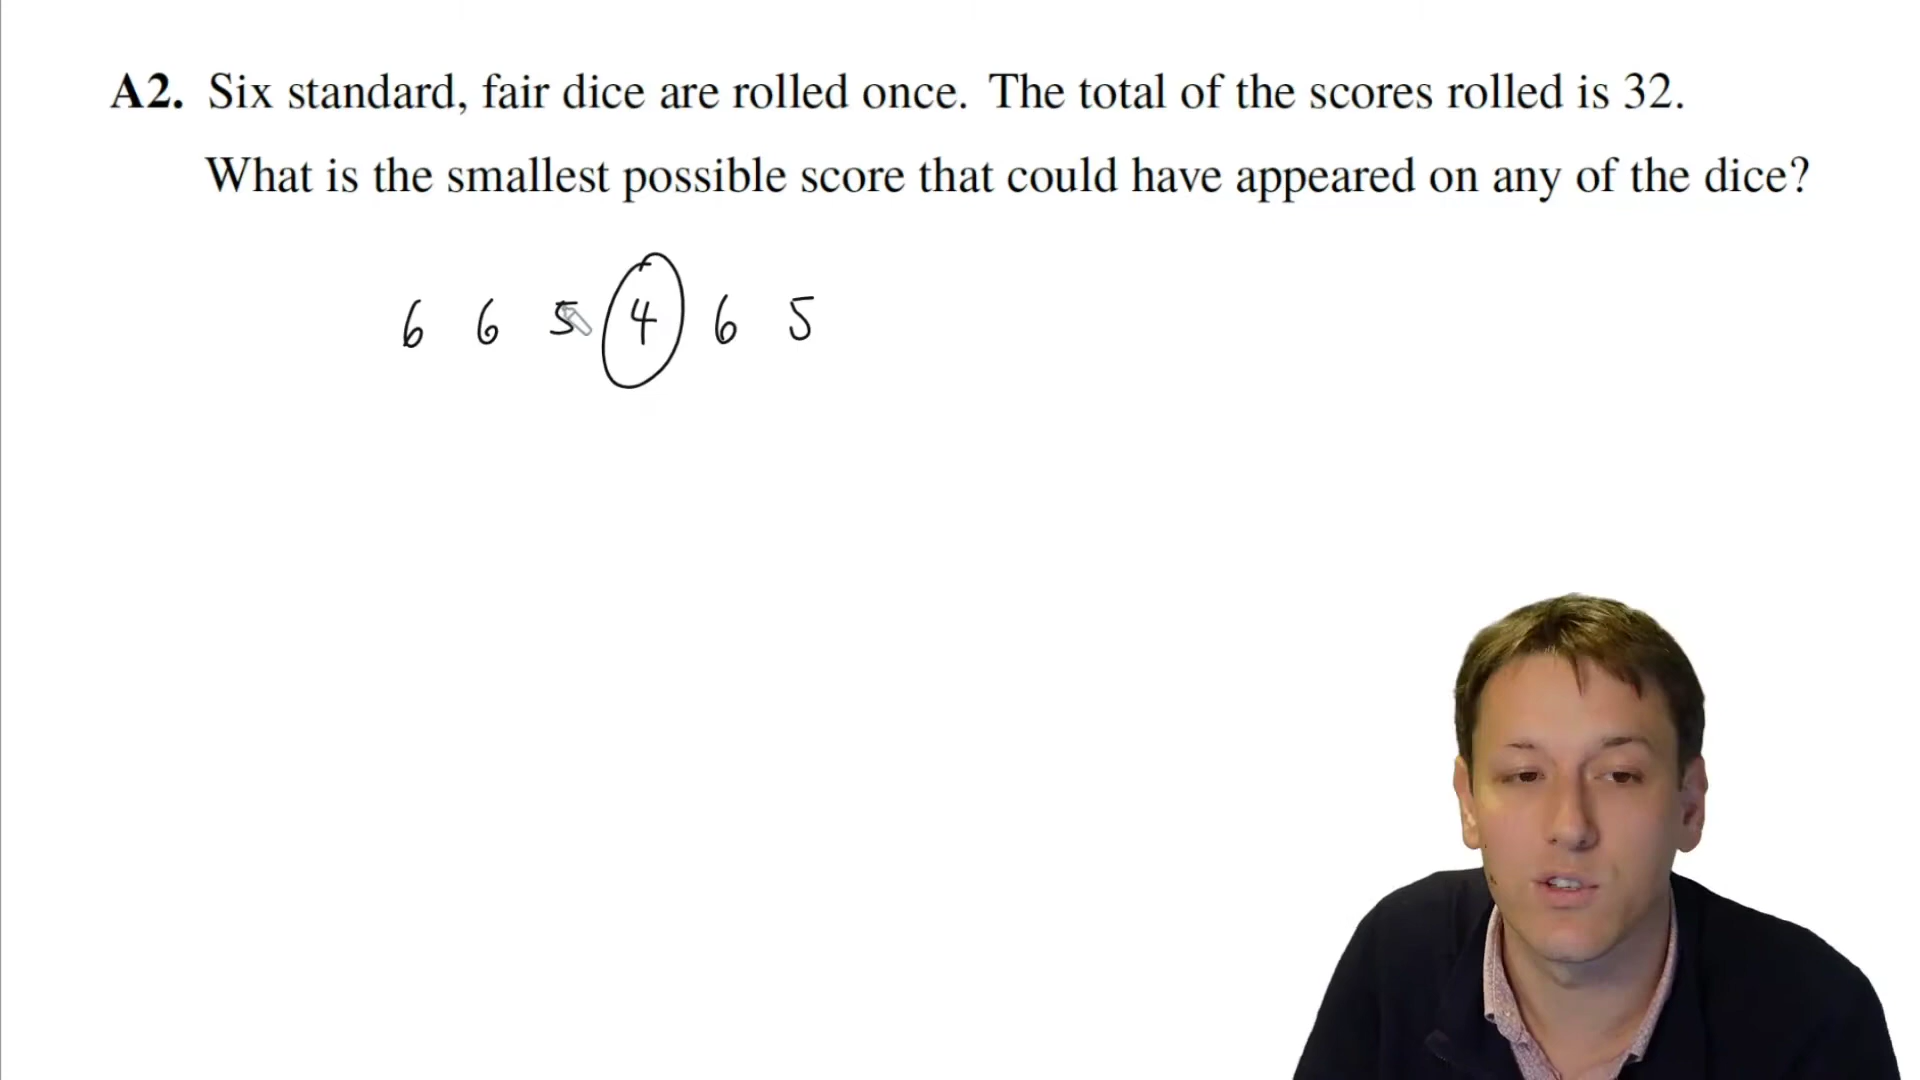 A2. Six standard, fair dice are rolled once. The total of the scores rolled is 32.
What is the smallest possible score that could have appeared on any of the dice?
6 6 5 4 6 5